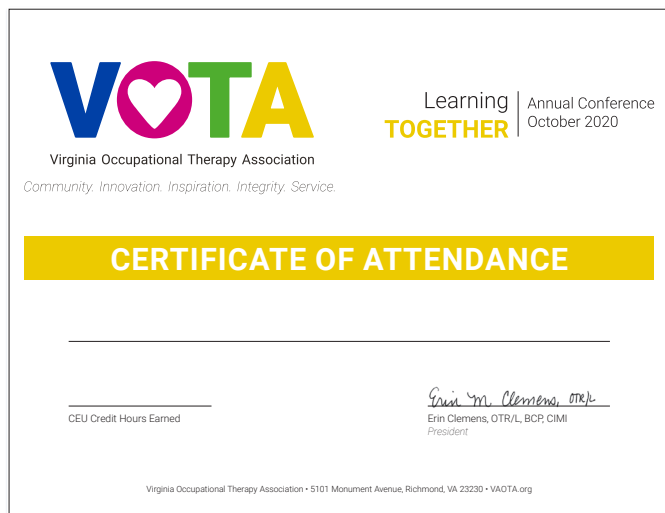 VOTA
Virginia Occupational Therapy Association
Community. Innovation. Inspiration. Integrity. Service.
Learning
TOGETHER
Annual Conference
October 2020
CERTIFICATE OF ATTENDANCE
Erin M. Clemens, OTR/L
CEU Credit Hours Earned
Erin Clemens, OTR/L, BCP, CIMI
President
Virginia Occupational Therapy Association • 5101 Monument Avenue, Richmond, VA 23230 • VAOTA.org